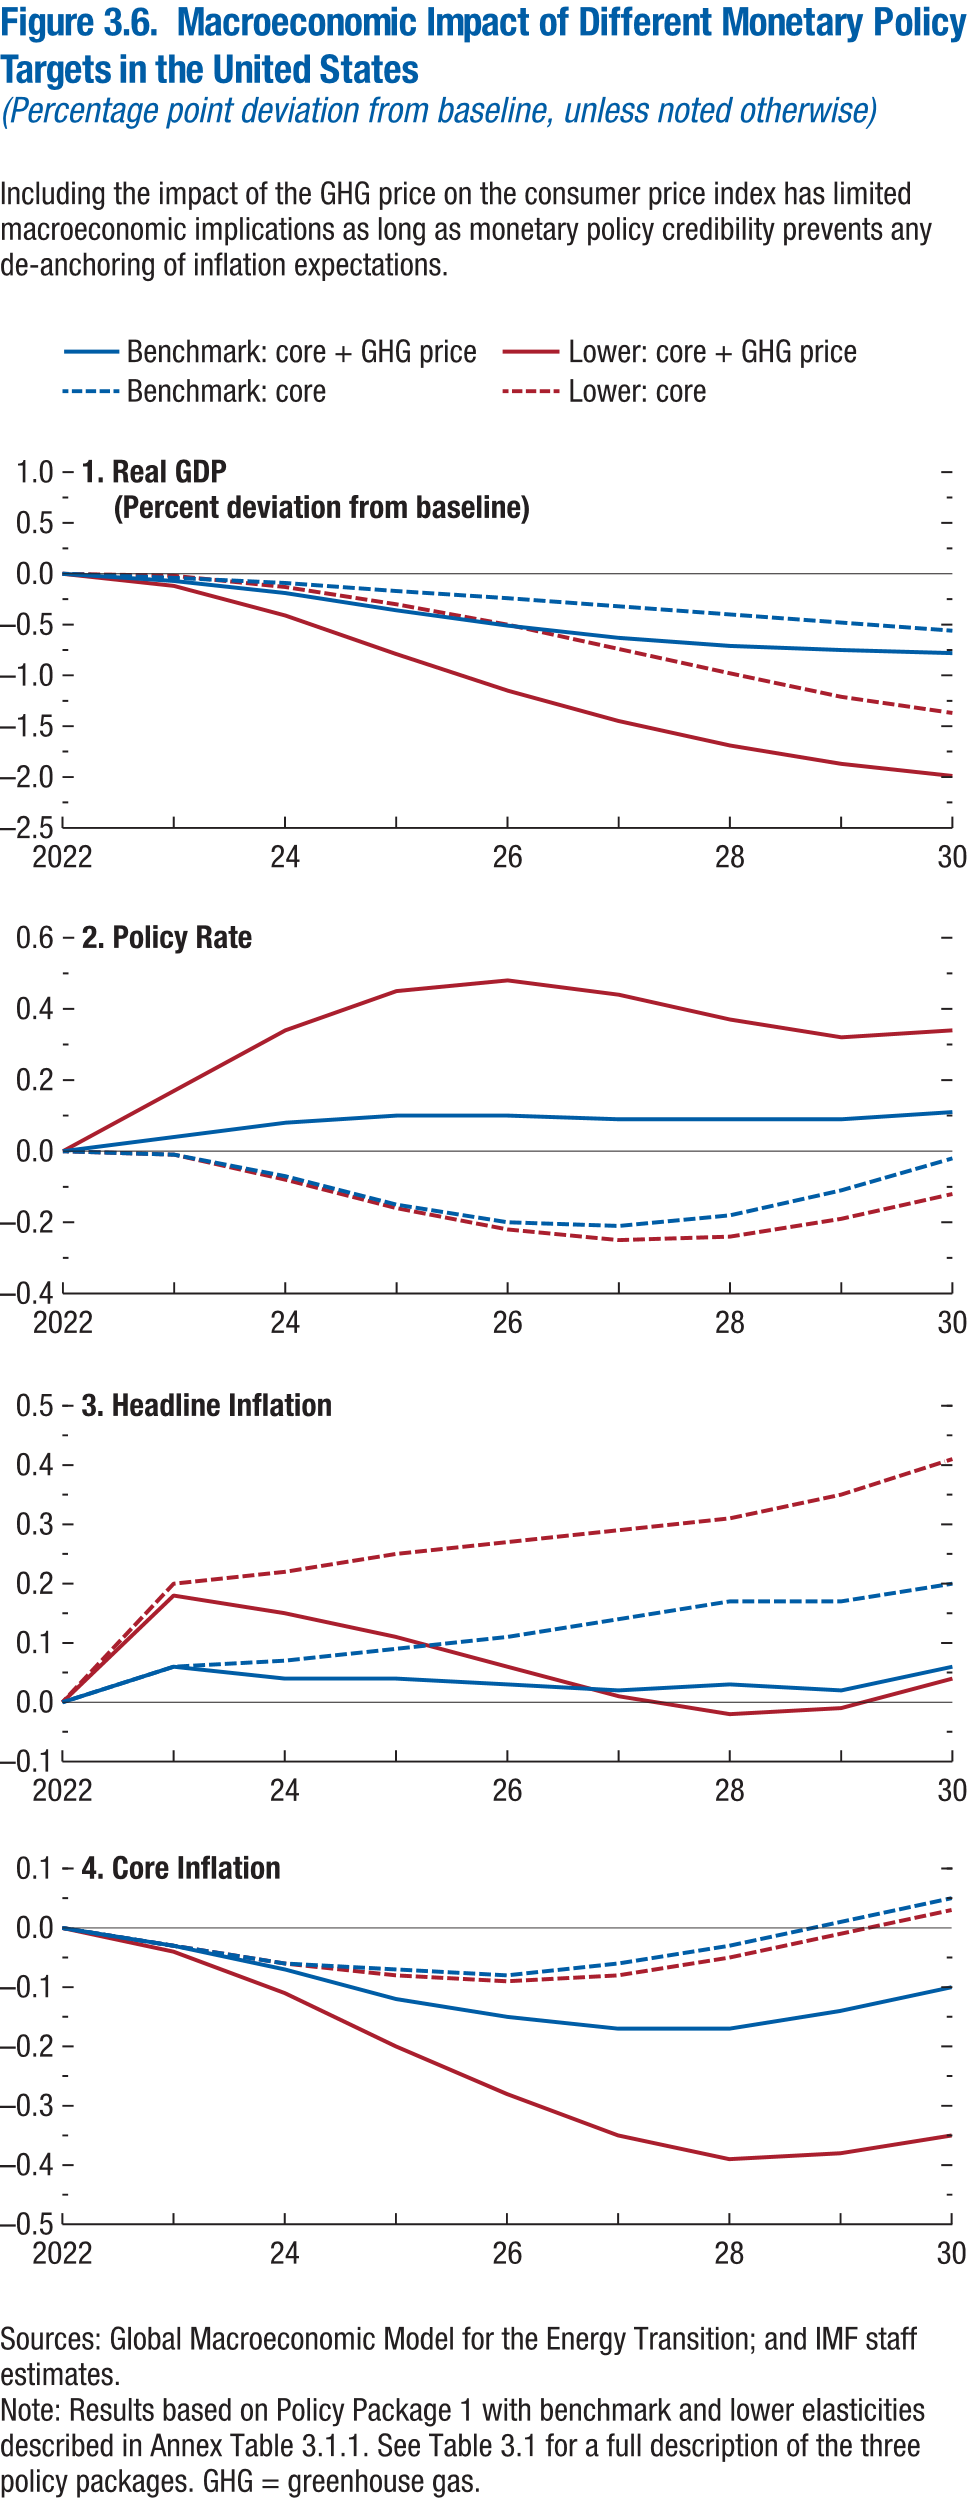 Figure 3.6. Macroeconomic Impact of Different Monetary Policy
Targets in the United States
(Percentage point deviation from baseline, unless noted otherwise)
Including the impact of the GHG price on the consumer price index has limited
macroeconomic implications as long as monetary policy credibility prevents any
de-anchoring of inflation expectations.
Benchmark: core + GHG price Lower: core + GHG price
Benchmark: core Lower: core
1.0 1. Real GDP
(Percent deviation from baseline)
0.5
0.0
–0.5
–1.0
–1.5
–2.0
–2.5
2022 24 26 28 30
0.6 2. Policy Rate
0.4
0.2
0.0
–0.2
–0.4
2022 24 26 28 30
0.5 3. Headline Inflation
0.4
0.3
0.2
0.1
0.0
–0.1
2022 24 26 28 30
0.1 4. Core Inflation
0.0
–0.1
–0.2
–0.3
–0.4
–0.5
2022 24 26 28 30
Sources: Global Macroeconomic Model for the Energy Transition; and IMF staff
estimates.
Note: Results based on Policy Package 1 with benchmark and lower elasticities
described in Annex Table 3.1.1. See Table 3.1 for a full description of the three
policy packages. GHG = greenhouse gas.